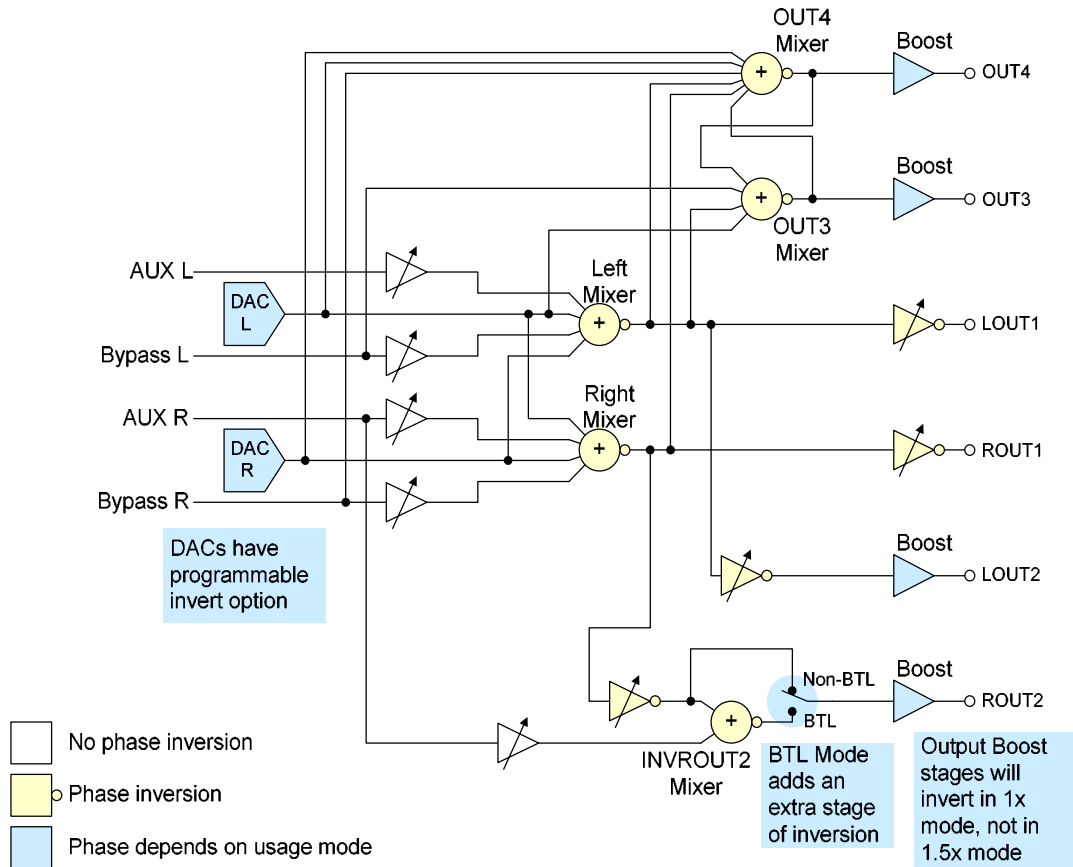 OUT4
Mixer
Boost
+
OUT4
Boost
+
OUT3
OUT3
Mixer
AUX L
Left
Mixer
DAC
L
+
LOUT1
Bypass L
Right
Mixer
AUX R
DAC
R
+
ROUT1
Bypass R
DACs have
programmable
invert option
Boost
LOUT2
Boost
Non-BTL
ROUT2
+
BTL
INVROUT2
Mixer
BTL Mode
adds an
extra stage
of inversion
Output Boost
stages will
invert in 1x
mode, not in
1.5x mode
No phase inversion
Phase inversion
Phase depends on usage mode